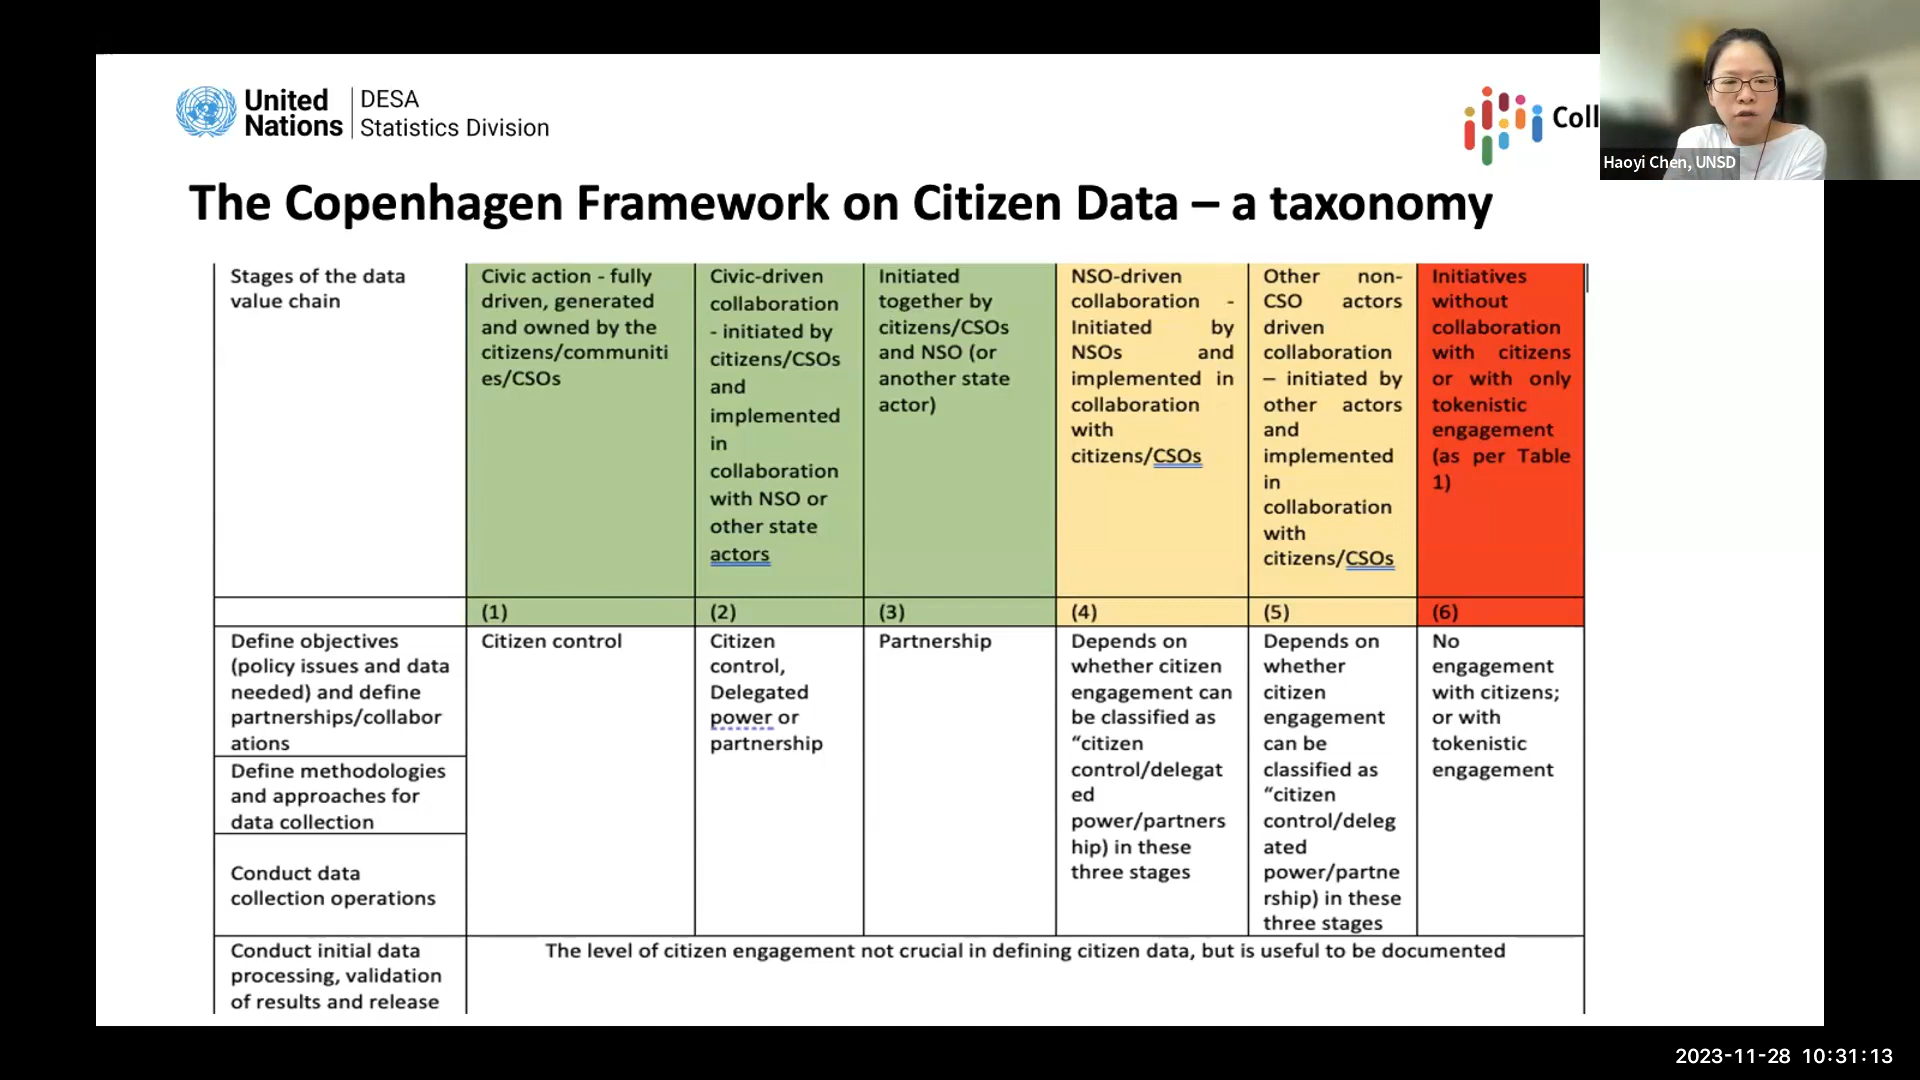 United
Nations
DESA
Statistics Division
Coll
Haoyi Chen, UNSD
The Copenhagen Framework on Citizen Data – a taxonomy
Stages of the data
value chain
Civic action - fully
driven, generated
and owned by the
citizens/communiti
es/CSOs
Civic-driven
collaboration
- initiated by
citizens/CSOs
and
implemented
in
collaboration
with NSO or
other state
actors
Initiated
together by
citizens/CSOs
and NSO (or
another state
actor)
NSO-driven
collaboration -
Initiated by
NSOs and
implemented in
collaboration
with
citizens/CSOs
Other non-
CSO actors
driven
collaboration
– initiated by
other actors
and
implemented
in
collaboration
with
citizens/CSOs
Initiatives
without
collaboration
with citizens
or with only
tokenistic
engagement
(as per Table
1)
(1)
(2)
(3)
(4)
(5)
(6)
Define objectives
(policy issues and data
needed) and define
partnerships/collabor
ations
Citizen control
Citizen
control,
Delegated
power or
partnership
Partnership
Depends on
whether citizen
engagement can
be classified as
“citizen
control/delegat
ed
power/partners
hip) in these
three stages
Depends on
whether
citizen
engagement
can be
classified as
“citizen
control/deleg
ated
power/partne
rship) in these
three stages
No
engagement
with citizens;
or with
tokenistic
engagement
Define methodologies
and approaches for
data collection
Conduct data
collection operations
Conduct initial data
processing, validation
of results and release
The level of citizen engagement not crucial in defining citizen data, but is useful to be documented
2023-11-28 10:31:13